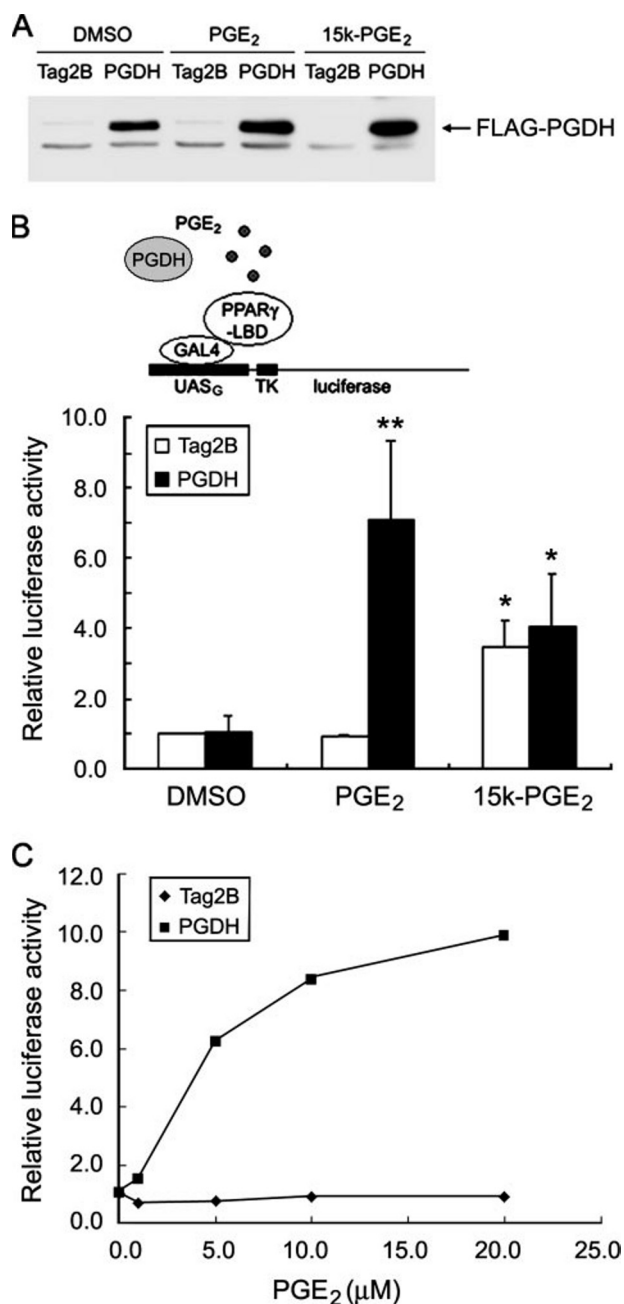 A
DMSO PGE2 15k-PGE2
Tag2B PGDH Tag2B PGDH Tag2B PGDH
FLAG-PGDH
B
PGE2
PGDH
PPARγ
-LBD
GAL4
UASG TK luciferase
Relative luciferase activity
10.0
8.0
6.0
4.0
2.0
0.0
Tag2B
PGDH
**
*
*
DMSO PGE2 15k-PGE2
C
Relative luciferase activity
12.0
10.0
8.0
6.0
4.0
2.0
0.0
Tag2B
PGDH
0.0 5.0 10.0 15.0 20.0 25.0
PGE2 (μM)